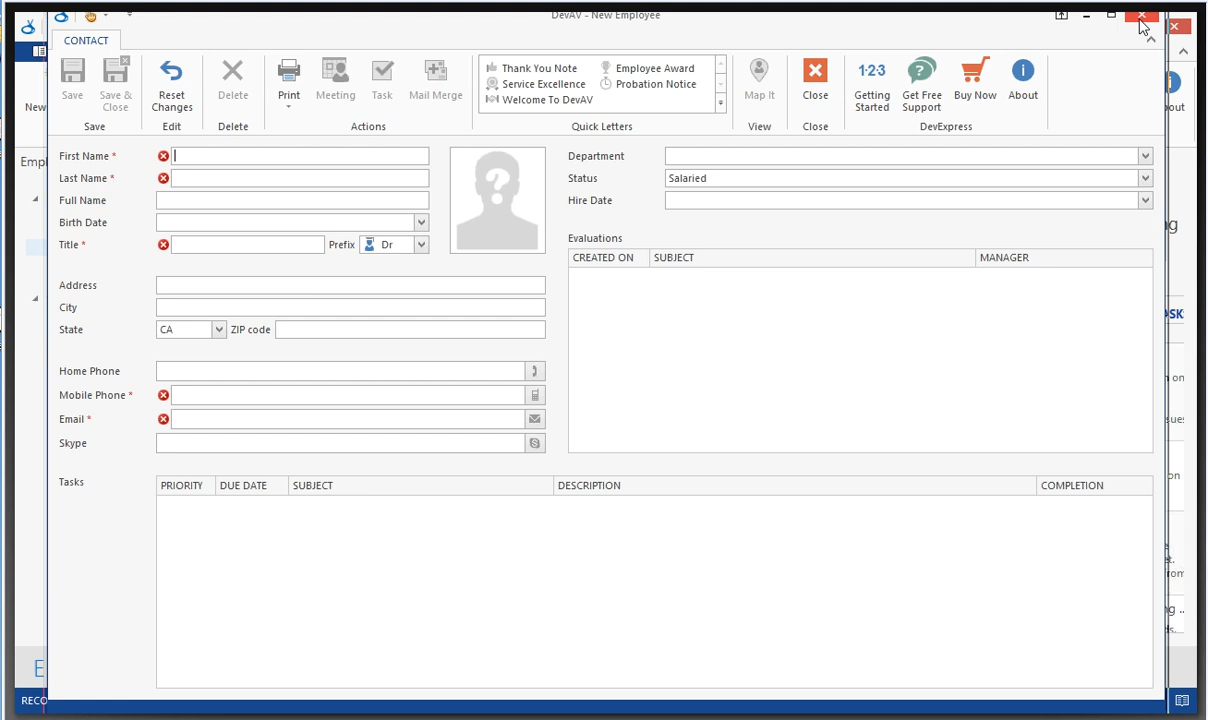 DevAV - New Employee
CONTACT
Save
Save & Close
Reset Changes
Delete
Print
Meeting
Task
Mail Merge
Thank You Note
Employee Award
Service Excellence
Probation Notice
Welcome To DevAV
Map It
Close
1·2·3
Getting Started
Get Free Support
Buy Now
About
Save
Edit
Delete
Actions
Quick Letters
View
Close
DevExpress
New
out
Empl
First Name *
Last Name *
Full Name
Birth Date
Title *
Prefix
Dr
Department
Status
Salaried
Hire Date
Evaluations
CREATED ON
SUBJECT
MANAGER
Address
City
State
CA
ZIP code
Home Phone
Mobile Phone *
Email *
Skype
Tasks
PRIORITY
DUE DATE
SUBJECT
DESCRIPTION
COMPLETION
RECO